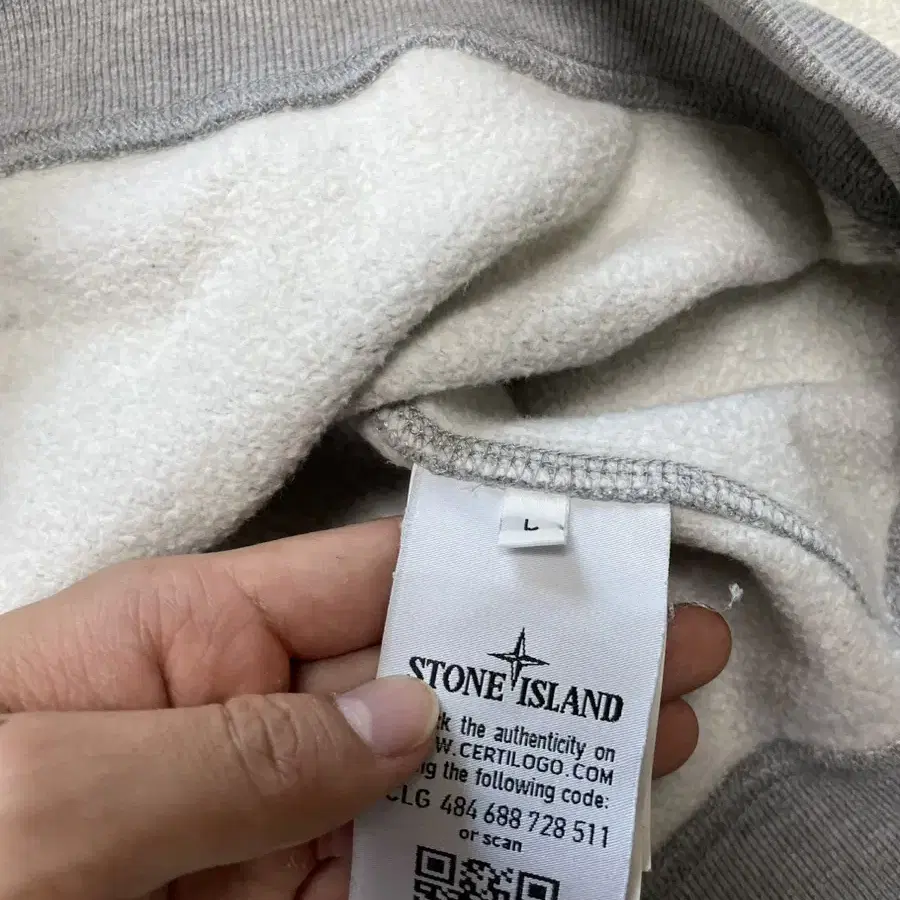 L
STONE ISLAND
the authenticity on
.CERTILOGO.COM
the following code:
CLG 484 688 728 511
or scan